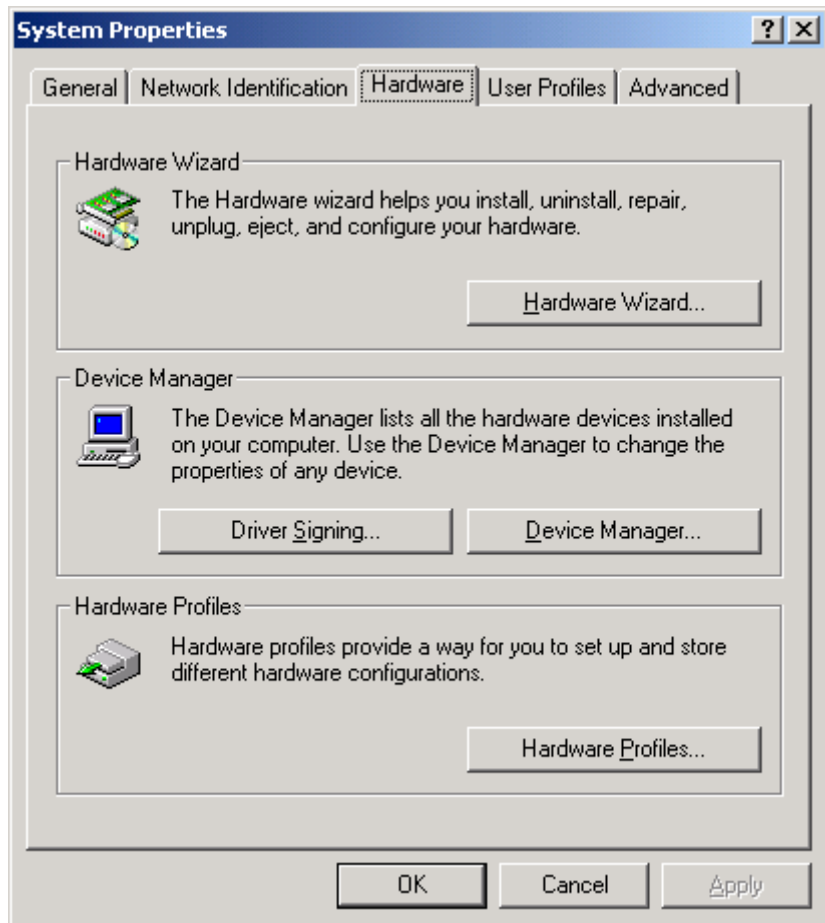 System Properties
General Network Identification Hardware User Profiles Advanced
Hardware Wizard
The Hardware wizard helps you install, uninstall, repair,
unplug, eject, and configure your hardware.
Hardware Wizard...
Device Manager
The Device Manager lists all the hardware devices installed
on your computer. Use the Device Manager to change the
properties of any device.
Driver Signing... Device Manager...
Hardware Profiles
Hardware profiles provide a way for you to set up and store
different hardware configurations.
Hardware Profiles...
OK Cancel Apply